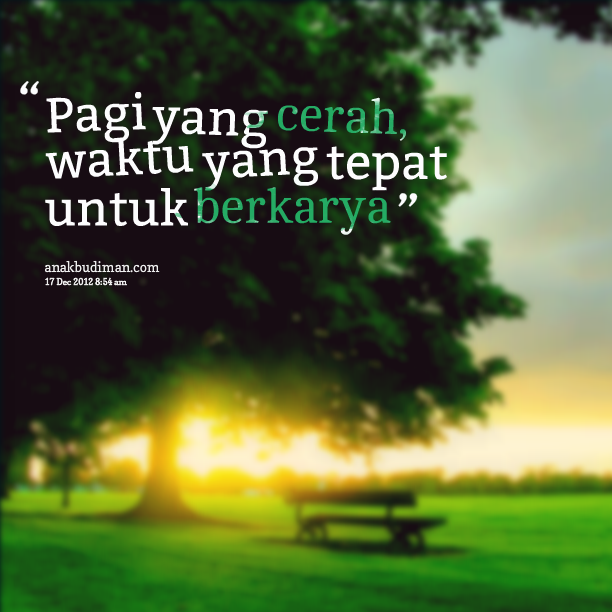 “Pagi yang cerah,
waktu yang tepat
untuk berkarya”
anakbudiman.com
17 Dec 2012 8:54 am